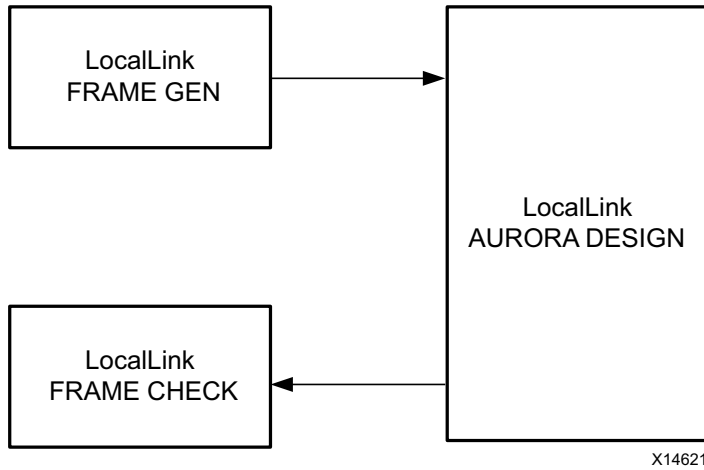 LocalLink
FRAME GEN
LocalLink
AURORA DESIGN
LocalLink
FRAME CHECK
X14621